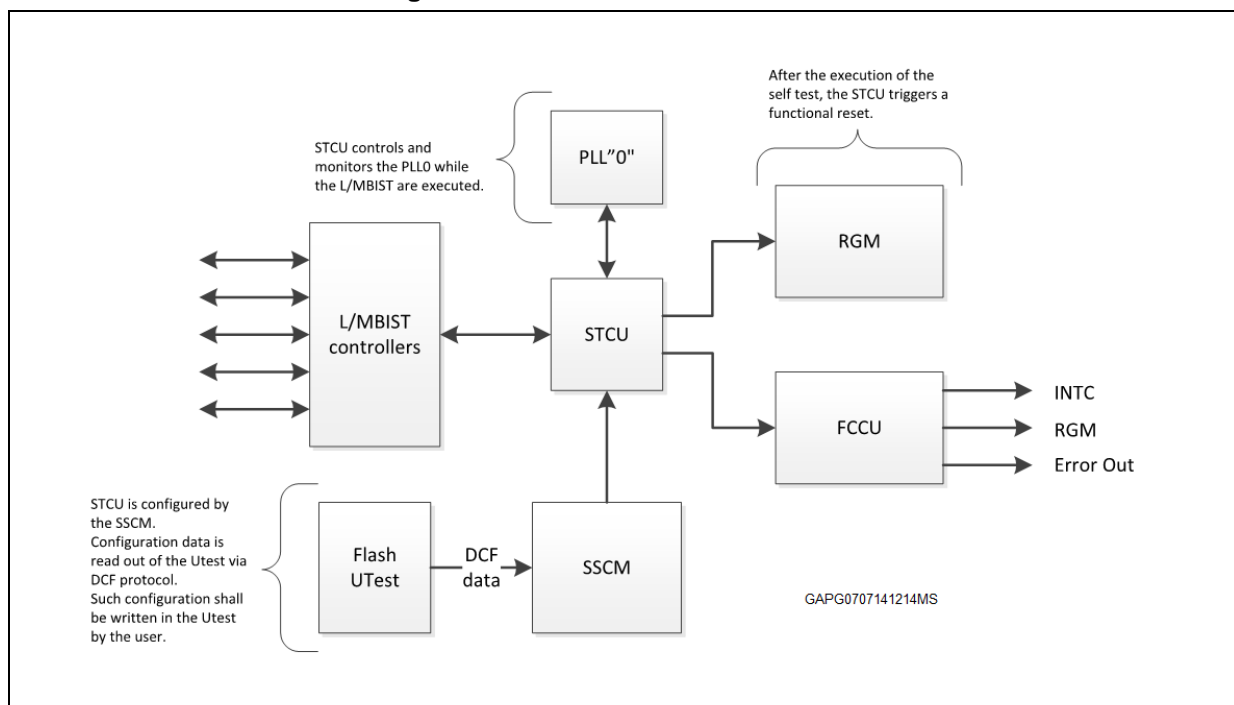 After the execution of the
self test, the STCU triggers a
functional reset.
STCU controls and
monitors the PLL0 while
the L/MBIST are executed.
PLL”0"
RGM
L/MBIST
controllers
STCU
FCCU
INTC
RGM
Error Out
STCU is configured by
the SSCM.
Configuration data is
read out of the Utest via
DCF protocol.
Such configuration shall
be written in the Utest
by the user.
Flash
UTest
DCF
data
SSCM
GAPG0707141214MS